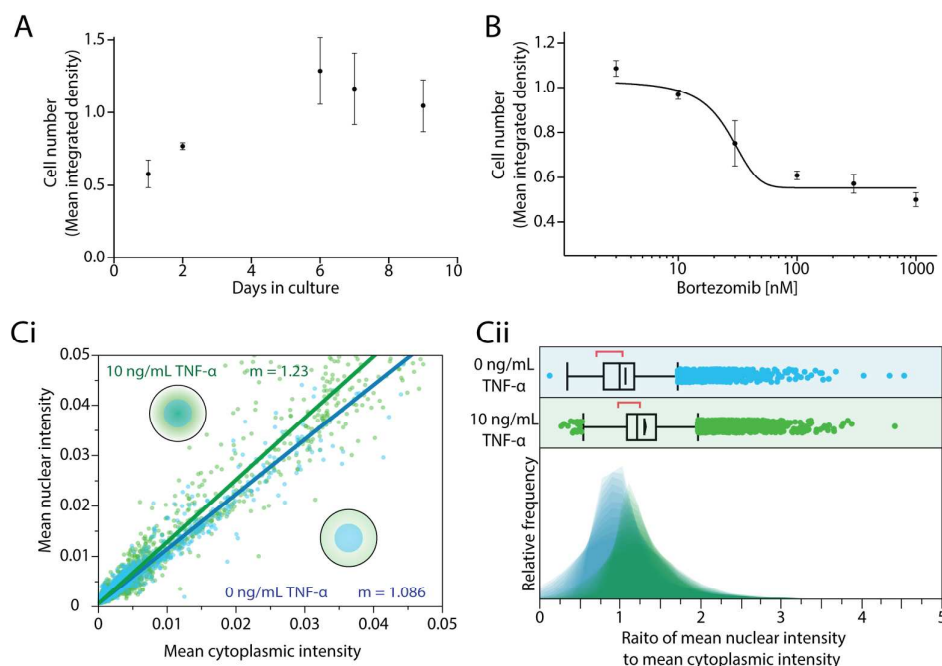 A
Cell number
(Mean integrated density)
1.5
1.0
0.5
0.0
0 2 4 6 8 10
Days in culture
B
Cell number
(Mean integrated density)
1.2
1.0
0.8
0.6
0.4
10 100 1000
Bortezomib [nM]
Ci
Mean nuclear intensity
0.05
0.04
0.03
0.02
0.01
0
10 ng/mL TNF-α m = 1.23
0 ng/mL TNF-α m = 1.086
0 0.01 0.02 0.03 0.04 0.05
Mean cytoplasmic intensity
Cii
0 ng/mL
TNF-α
10 ng/mL
TNF-α
Relative frequency
0 1 2 3 4 5
Raito of mean nuclear intensity
to mean cytoplasmic intensity